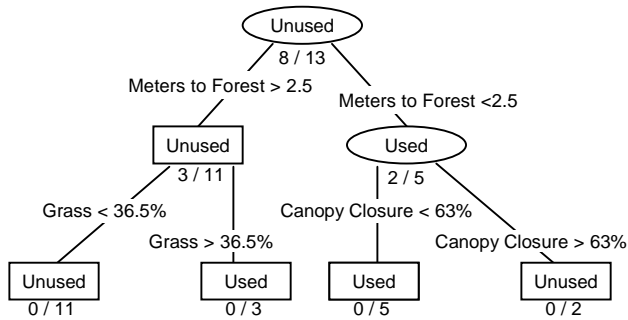 Unused
8 / 13
Meters to Forest > 2.5
Meters to Forest <2.5
Unused
3 / 11
Used
2 / 5
Grass < 36.5%
Canopy Closure < 63%
Grass > 36.5%
Canopy Closure > 63%
Unused
0 / 11
Used
0 / 3
Used
0 / 5
Unused
0 / 2